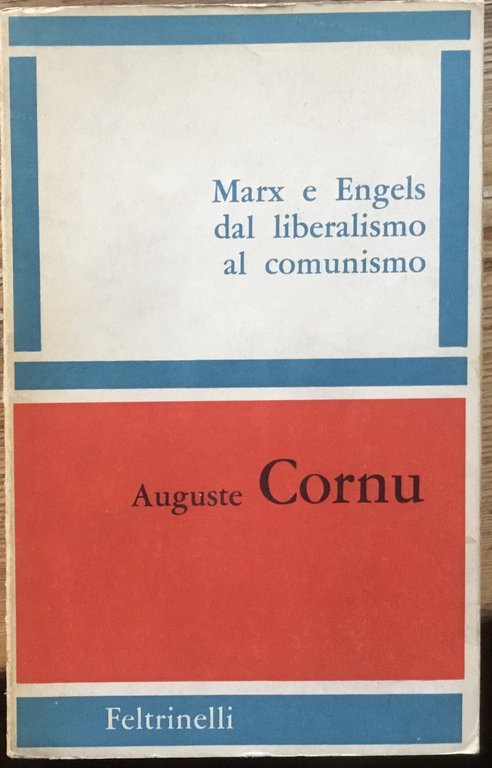 Marx e Engels
dal liberalismo
al comunismo
Auguste Cornu
Feltrinelli